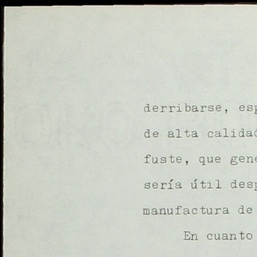 derribarse, esp
de alta calidad
fuste, que gene
sería útil desp
manufactura de
En cuanto